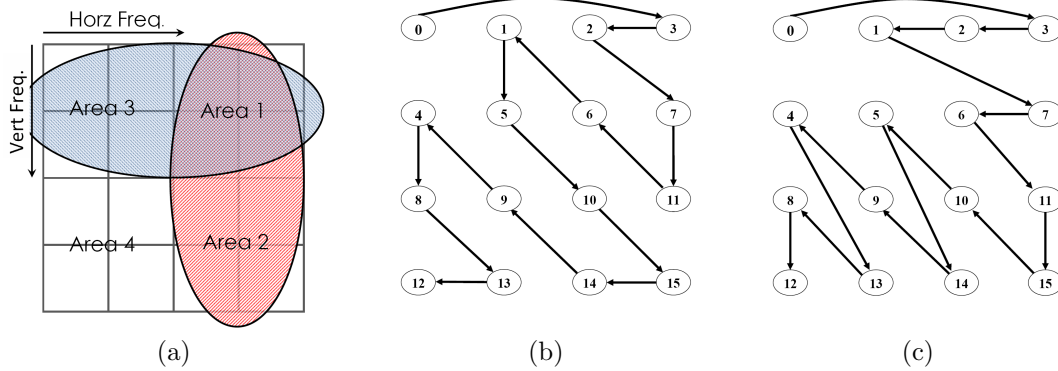 Horz Freq.
Vert Freq.
Area 3
Area 1
Area 4
Area 2
(a)
0 1 2 3
4 5 6 7
8 9 10 11
12 13 14 15
(b)
0 1 2 3
4 5 6 7
8 9 10 11
12 13 14 15
(c)